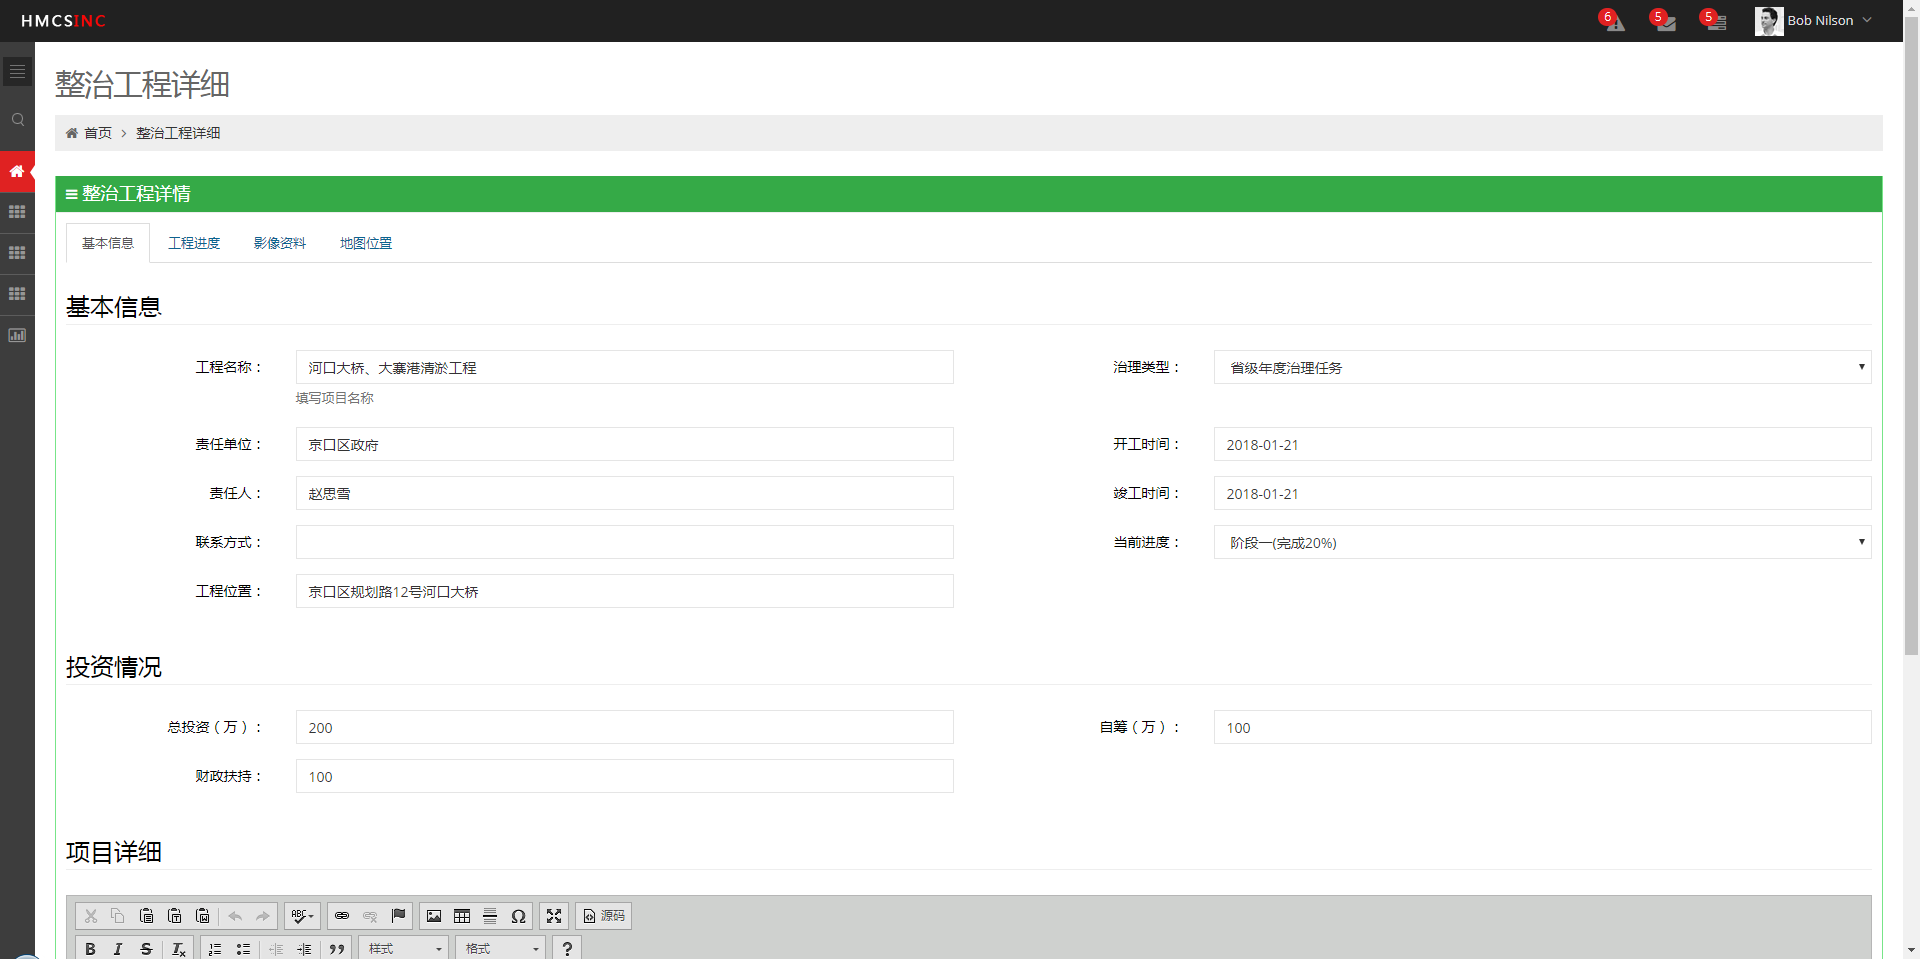 HMCSINC
6
5
5
Bob Nilson
整治工程详细
首页 > 整治工程详细
整治工程详情
基本信息 工程进度 影像资料 地图位置
基本信息
工程名称： 河口大桥、大寨港清淤工程 治理类型： 省级年度治理任务
填写项目名称
责任单位： 京口区政府 开工时间： 2018-01-21
责任人： 赵思雪 竣工时间： 2018-01-21
联系方式： 当前进度： 阶段一(完成20%)
工程位置： 京口区规划路12号河口大桥
投资情况
总投资（万）： 200 自筹（万）： 100
财政扶持： 100
项目详细
ABC Ω 源码
B I S Tx 样式 格式 ?